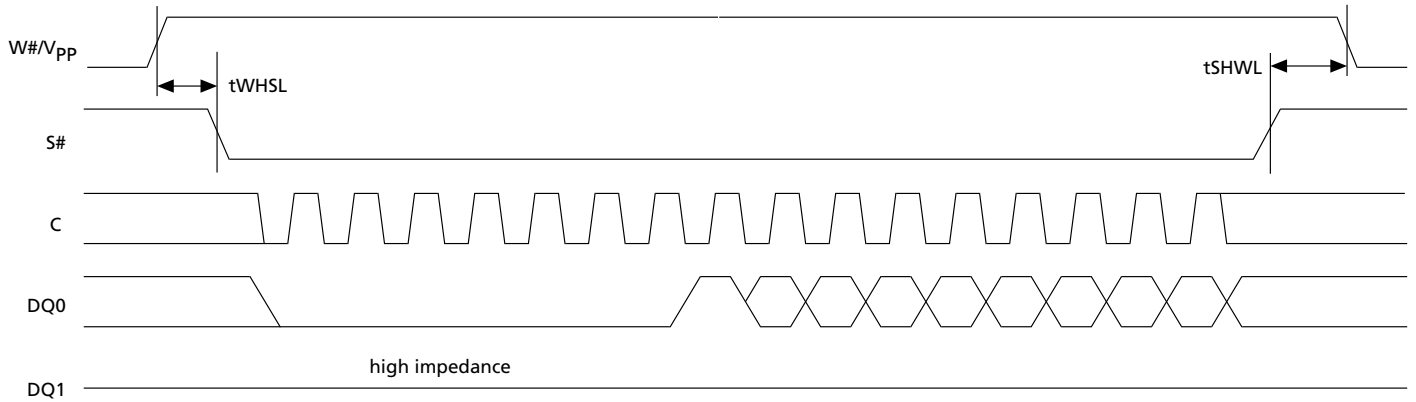 W#/VPP
tWHSL
tSHWL
S#
C
DQ0
high impedance
DQ1